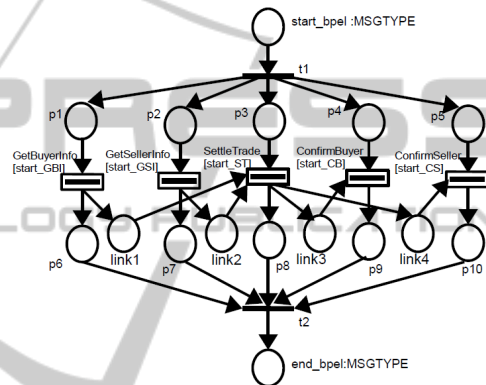 start_bpel :MSGTYPE
t1
p1 p2 p3 p4 p5
GetBuyerInfo GetSellerInfo SettleTrade ConfirmBuyer ConfirmSeller
[start_GBI] [start_GSI] [start_ST] [start_CB] [start_CS]
link1 link2 link3 link4
p6 p7 p8 p9 p10
t2
end_bpel:MSGTYPE